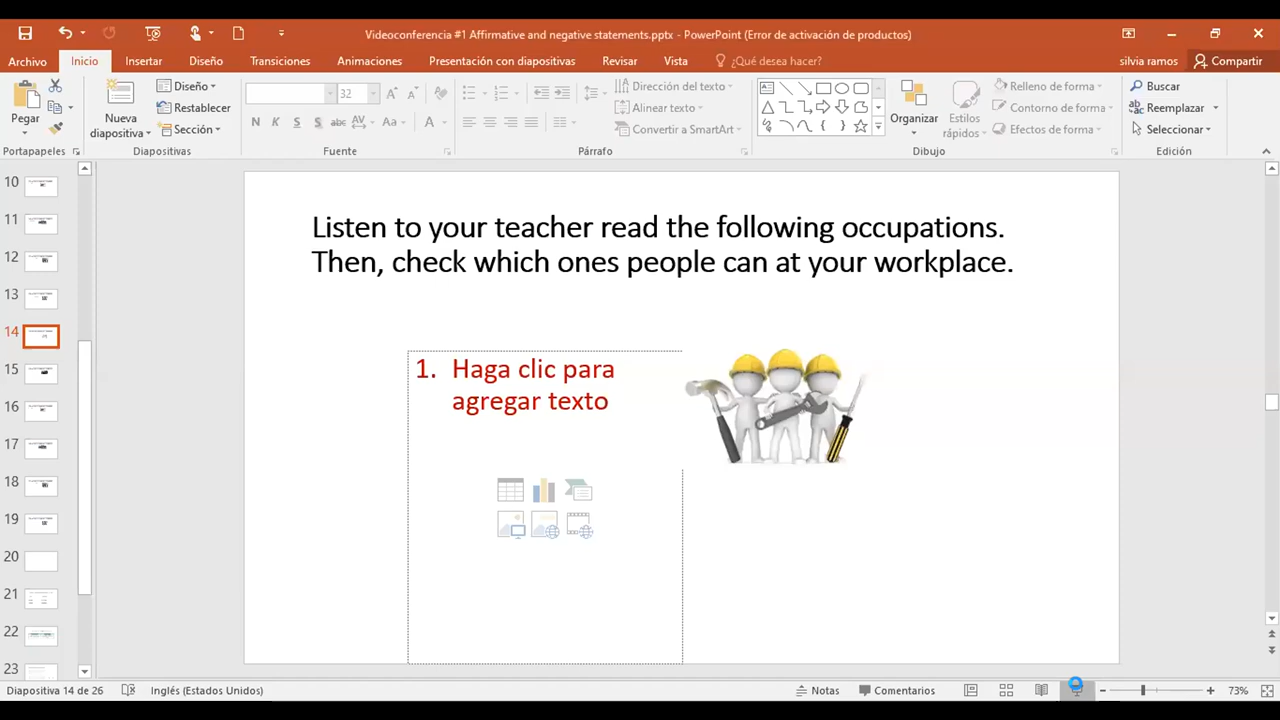 Videoconferencia #1 Affirmative and negative statements.pptx - PowerPoint (Error de activación de productos)
Archivo Inicio Insertar Diseño Transiciones Animaciones Presentación con diapositivas Revisar Vista ¿Qué desea hacer? silvia ramos Compartir
Pegar
Nueva diapositiva
Diseño
Restablecer
Sección
32
N K S S abc AV Aa A
Dirección del texto
Alinear texto
Convertir a SmartArt
Organizar
Estilos rápidos
Relleno de forma
Contorno de forma
Efectos de forma
Buscar
Reemplazar
Seleccionar
Portapapeles Diapositivas Fuente Párrafo Dibujo Edición
10
11
12
13
14
15
16
17
18
19
20
21
22
23
Listen to your teacher read the following occupations.
Then, check which ones people can at your workplace.
1. Haga clic para
agregar texto
Diapositiva 14 de 26 Inglés (Estados Unidos) Notas Comentarios 73%